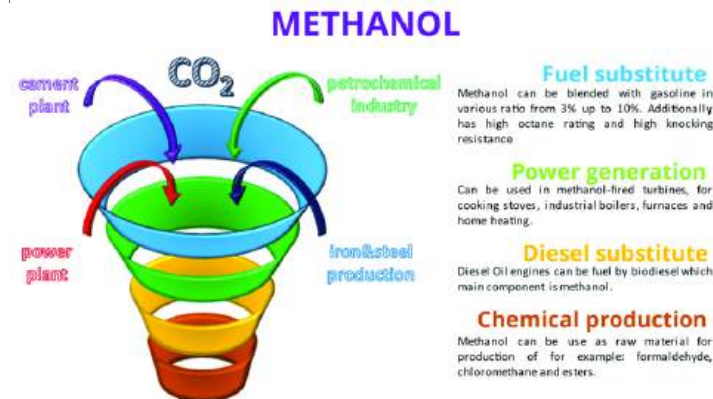 METHANOL
CO2
cement
plant
petrochemical
industry
power
plant
iron&steel
production
Fuel substitute
Methanol can be blended with gasoline in
various ratio from 3% up to 10%. Additionally
has high octane rating and high knocking
resistance
Power generation
Can be used in methanol-fired turbines, for
cooking stoves, industrial boilers, furnaces and
home heating.
Diesel substitute
Diesel Oil engines can be fuel by biodiesel which
main component is methanol.
Chemical production
Methanol can be use as raw material for
production of for example: formaldehyde,
chloromethane and esters.